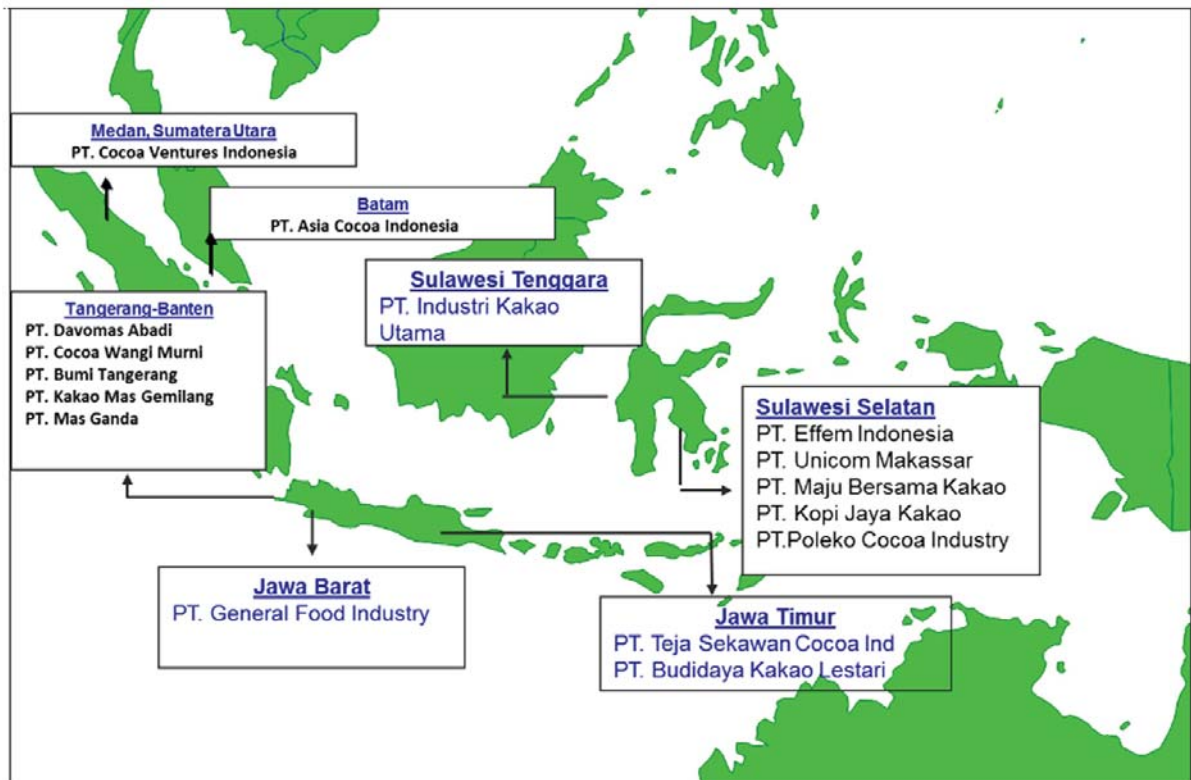 Medan, Sumatera Utara
PT. Cocoa Ventures Indonesia
Batam
PT. Asia Cocoa Indonesia
Sulawesi Tenggara
PT. Industri Kakao
Utama
Tangerang-Banten
PT. Davomas Abadi
PT. Cocoa Wangi Murni
PT. Bumi Tangerang
PT. Kakao Mas Gemilang
PT. Mas Ganda
Sulawesi Selatan
PT. Effem Indonesia
PT. Unicom Makassar
PT. Maju Bersama Kakao
PT. Kopi Jaya Kakao
PT.Poleko Cocoa Industry
Jawa Barat
PT. General Food Industry
Jawa Timur
PT. Teja Sekawan Cocoa Ind
PT. Budidaya Kakao Lestari